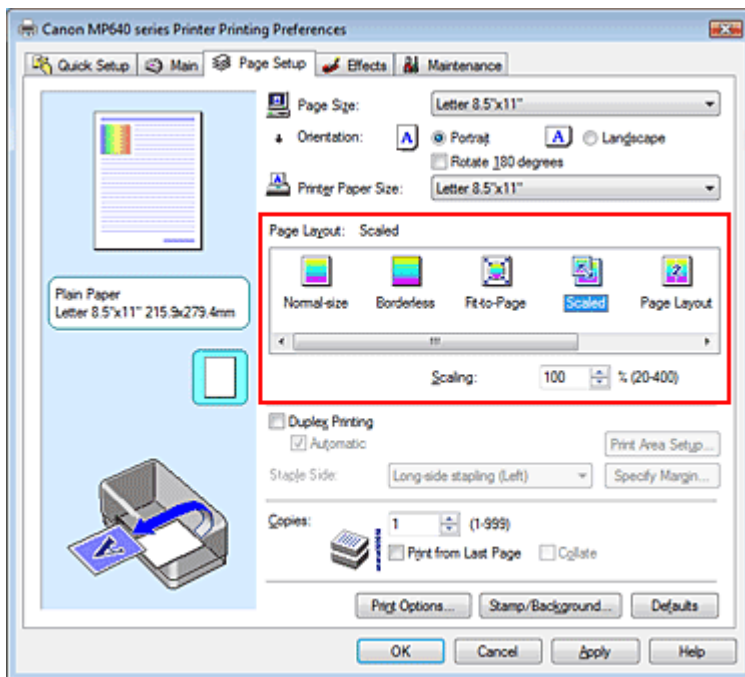 Canon MP640 series Printer Printing Preferences
Quick Setup Main Page Setup Effects Maintenance
Page Size: Letter 8.5"x11"
Orientation: A Portrait A Landscape
Rotate 180 degrees
Printer Paper Size: Letter 8.5"x11"
Page Layout: Scaled
Normal-size Borderless Fit-to-Page Scaled Page Layout
Scaling: 100 % (20-400)
Plain Paper
Letter 8.5"x11" 215.9x279.4mm
Duplex Printing
Automatic Print Area Setup...
Staple Side: Long-side stapling (Left) Specify Margin...
Copies: 1 (1-999)
Print from Last Page Collate
Print Options... Stamp/Background... Defaults
OK Cancel Apply Help